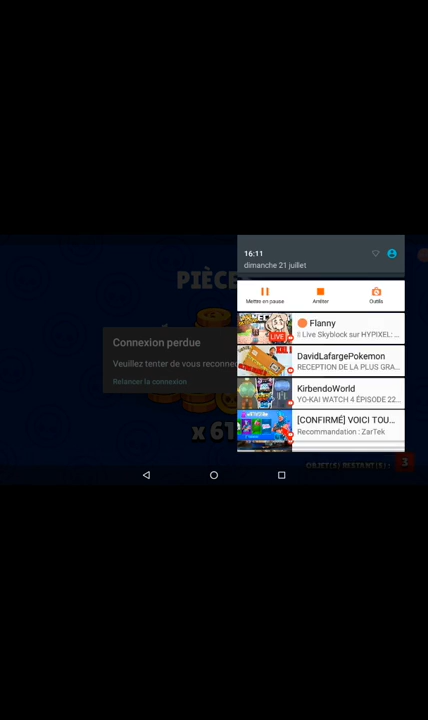 16:11
dimanche 21 juillet
Mettre en pause
Arrêter
Outils
PIÈCE
Connexion perdue
Veuillez tenter de vous reconnec
Relancer la connexion
x 61
LIVE
Flanny
Live Skyblock sur HYPIXEL: ...
DavidLafargePokemon
RECEPTION DE LA PLUS GRA...
KirbendoWorld
YO-KAI WATCH 4 ÉPISODE 22...
[CONFIRMÉ] VOICI TOU...
Recommandation : ZarTek
OBJET(S) RESTANT(S) :
3